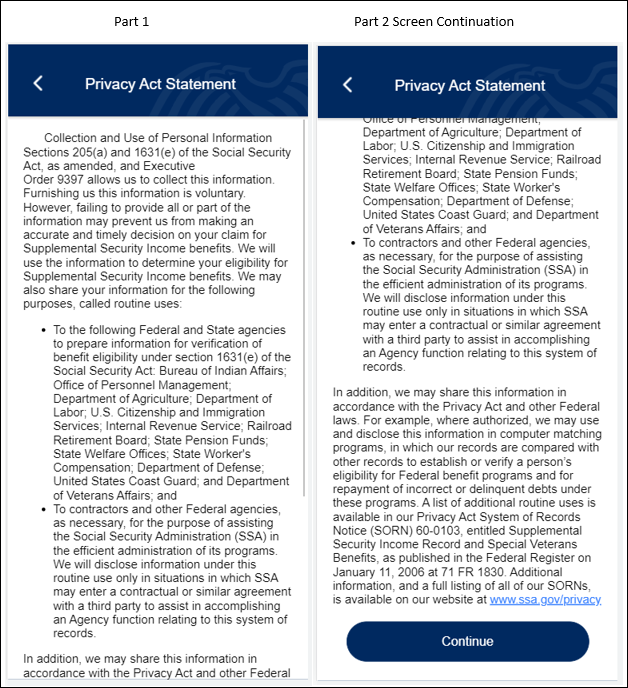 Part 1
Part 2 Screen Continuation
Privacy Act Statement
Collection and Use of Personal Information
Sections 205(a) and 1631(e) of the Social Security
Act, as amended, and Executive
Order 9397 allows us to collect this information.
Furnishing us this information is voluntary.
However, failing to provide all or part of the
information may prevent us from making an
accurate and timely decision on your claim for
Supplemental Security Income benefits. We will
use the information to determine your eligibility for
Supplemental Security Income benefits. We may
also share your information for the following
purposes, called routine uses:
• To the following Federal and State agencies
to prepare information for verification of
benefit eligibility under section 1631(e) of the
Social Security Act: Bureau of Indian Affairs;
Office of Personnel Management;
Department of Agriculture; Department of
Labor; U.S. Citizenship and Immigration
Services; Internal Revenue Service; Railroad
Retirement Board; State Pension Funds;
State Welfare Offices; State Worker's
Compensation; Department of Defense;
United States Coast Guard; and Department
of Veterans Affairs; and
• To contractors and other Federal agencies,
as necessary, for the purpose of assisting
the Social Security Administration (SSA) in
the efficient administration of its programs.
We will disclose information under this
routine use only in situations in which SSA
may enter a contractual or similar agreement
with a third party to assist in accomplishing
an Agency function relating to this system of
records.
In addition, we may share this information in
accordance with the Privacy Act and other Federal
Privacy Act Statement
Office of Personnel Management;
Department of Agriculture; Department of
Labor; U.S. Citizenship and Immigration
Services; Internal Revenue Service; Railroad
Retirement Board; State Pension Funds;
State Welfare Offices; State Worker's
Compensation; Department of Defense;
United States Coast Guard; and Department
of Veterans Affairs; and
• To contractors and other Federal agencies,
as necessary, for the purpose of assisting
the Social Security Administration (SSA) in
the efficient administration of its programs.
We will disclose information under this
routine use only in situations in which SSA
may enter a contractual or similar agreement
with a third party to assist in accomplishing
an Agency function relating to this system of
records.
In addition, we may share this information in
accordance with the Privacy Act and other Federal
laws. For example, where authorized, we may use
and disclose this information in computer matching
programs, in which our records are compared with
other records to establish or verify a person's
eligibility for Federal benefit programs and for
repayment of incorrect or delinquent debts under
these programs. A list of additional routine uses is
available in our Privacy Act System of Records
Notice (SORN) 60-0103, entitled Supplemental
Security Income Record and Special Veterans
Benefits, as published in the Federal Register on
January 11, 2006 at 71 FR 1830. Additional
information, and a full listing of all of our SORNs,
is available on our website at www.ssa.gov/privacy
Continue